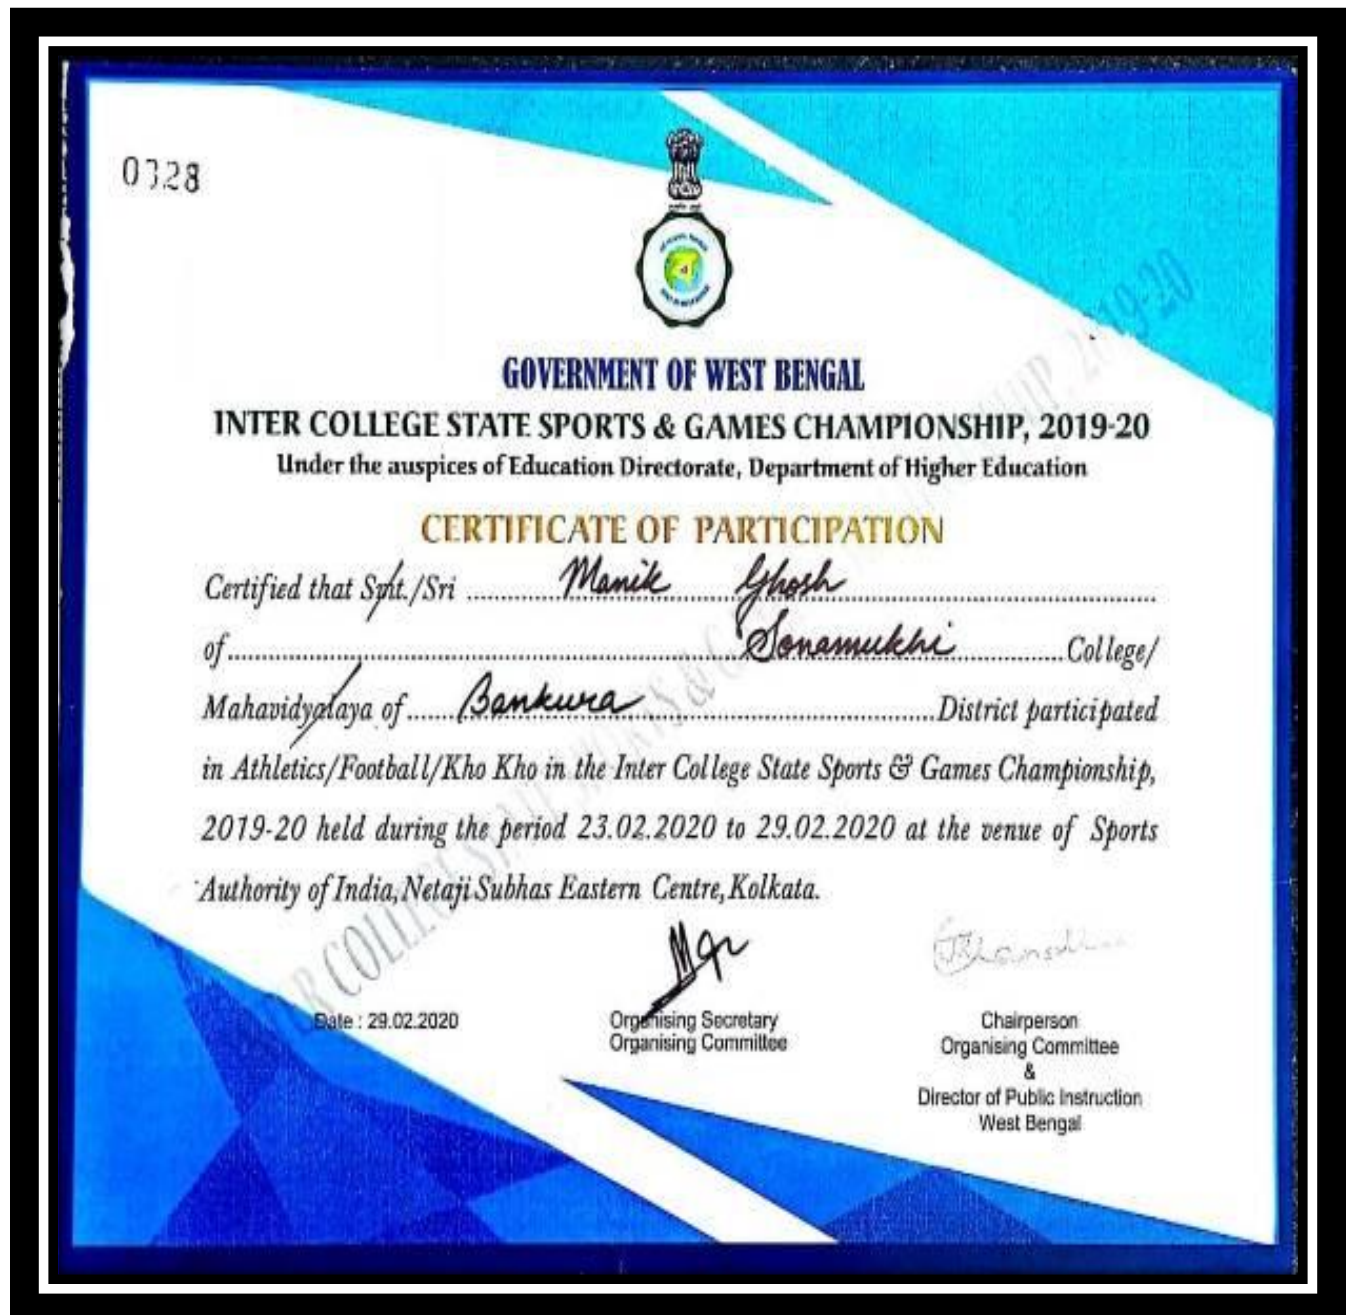 0328
GOVERNMENT OF WEST BENGAL
INTER COLLEGE STATE SPORTS & GAMES CHAMPIONSHIP, 2019-20
Under the auspices of Education Directorate, Department of Higher Education
CERTIFICATE OF PARTICIPATION
Certified that Smt./Sri Manik Ghosh
of Sonamukhi College/
Mahavidyalaya of Bankura District participated
in Athletics/Football/Kho Kho in the Inter College State Sports & Games Championship,
2019-20 held during the period 23.02.2020 to 29.02.2020 at the venue of Sports
Authority of India, Netaji Subhas Eastern Centre, Kolkata.
Date : 29.02.2020
Organising Secretary
Organising Committee
Chairperson
Organising Committee
&
Director of Public Instruction
West Bengal